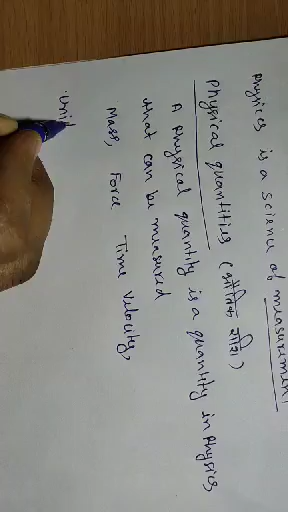 Physics is a science of measurement
Physical quantities (भौतिक राशि)
A Physical quantity is a quantity in Physics
that can be measured
Mass, Force Time Velocity,
Unit